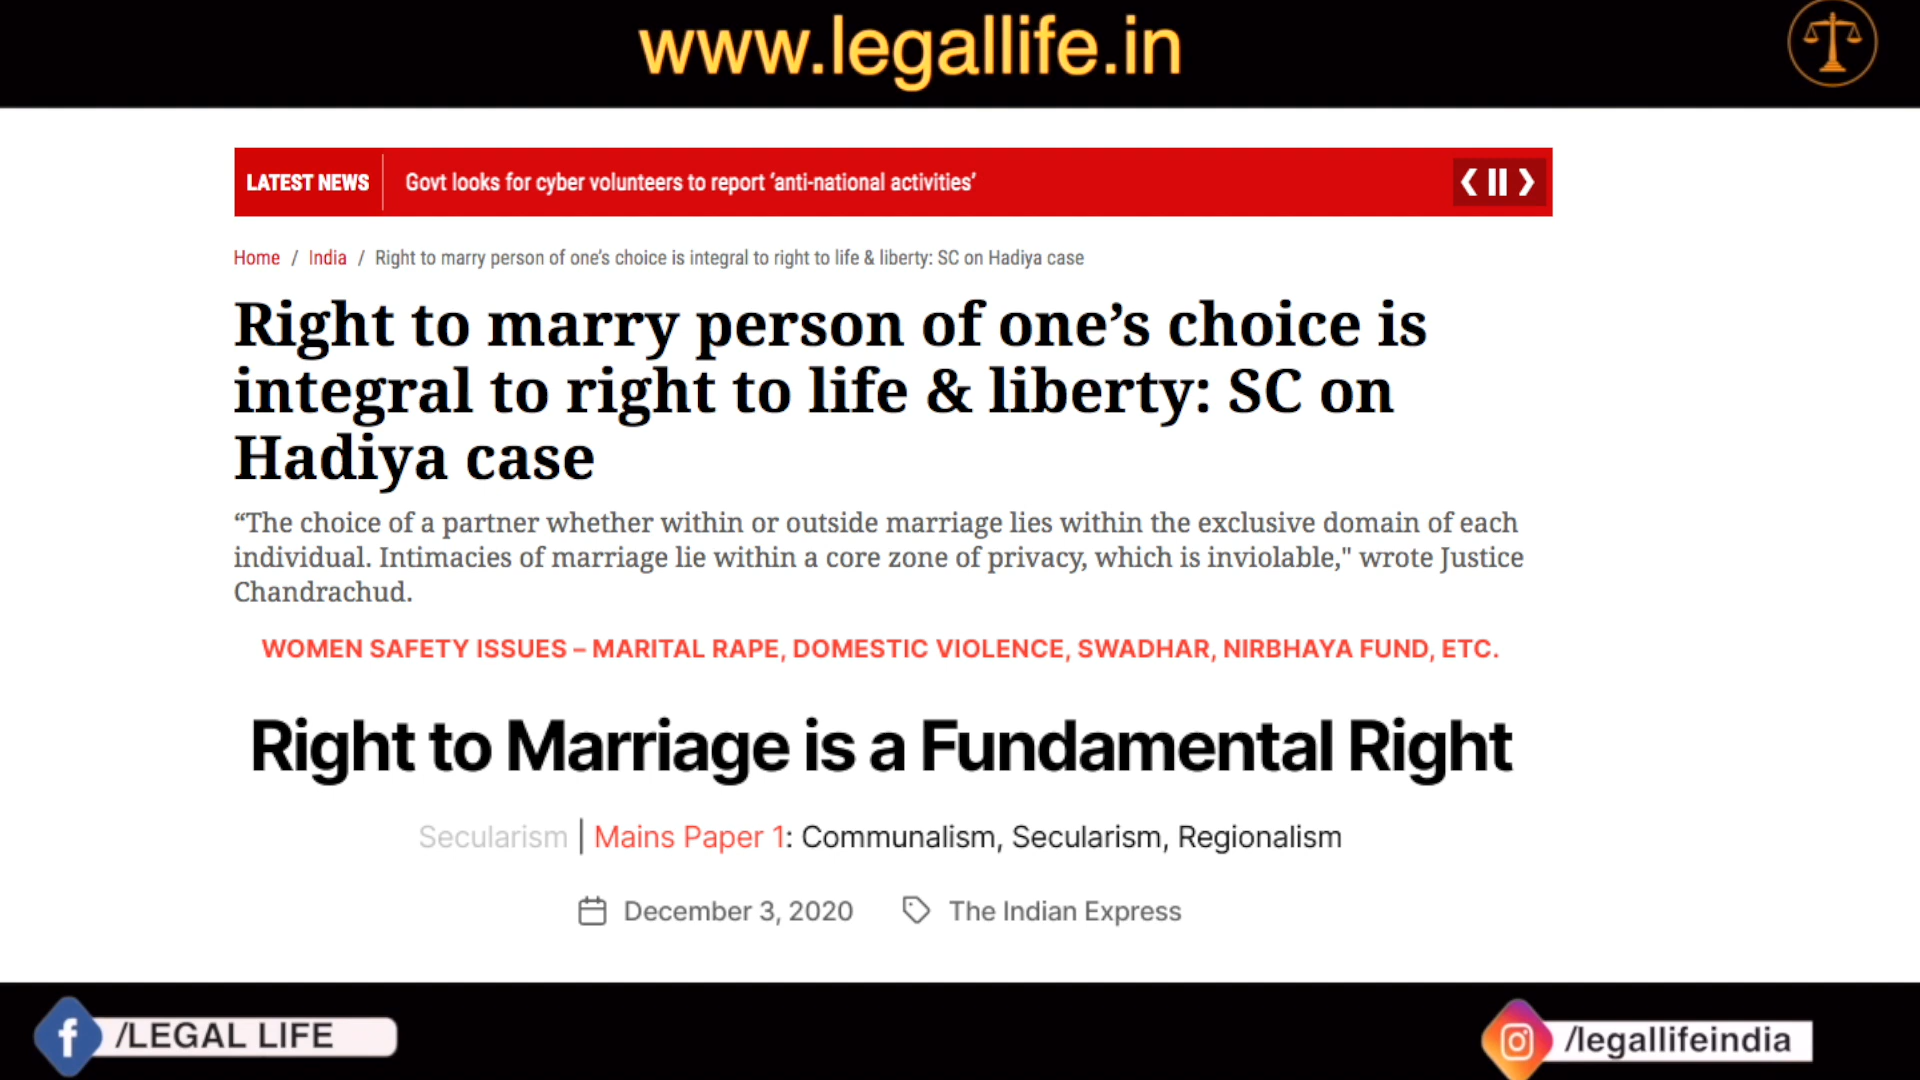 www.legallife.in
LATEST NEWS Govt looks for cyber volunteers to report ‘anti-national activities’
Home / India / Right to marry person of one’s choice is integral to right to life & liberty: SC on Hadiya case
Right to marry person of one’s choice is
integral to right to life & liberty: SC on
Hadiya case
“The choice of a partner whether within or outside marriage lies within the exclusive domain of each
individual. Intimacies of marriage lie within a core zone of privacy, which is inviolable," wrote Justice
Chandrachud.
WOMEN SAFETY ISSUES – MARITAL RAPE, DOMESTIC VIOLENCE, SWADHAR, NIRBHAYA FUND, ETC.
Right to Marriage is a Fundamental Right
Secularism | Mains Paper 1: Communalism, Secularism, Regionalism
December 3, 2020 The Indian Express
/LEGAL LIFE
/legallifeindia